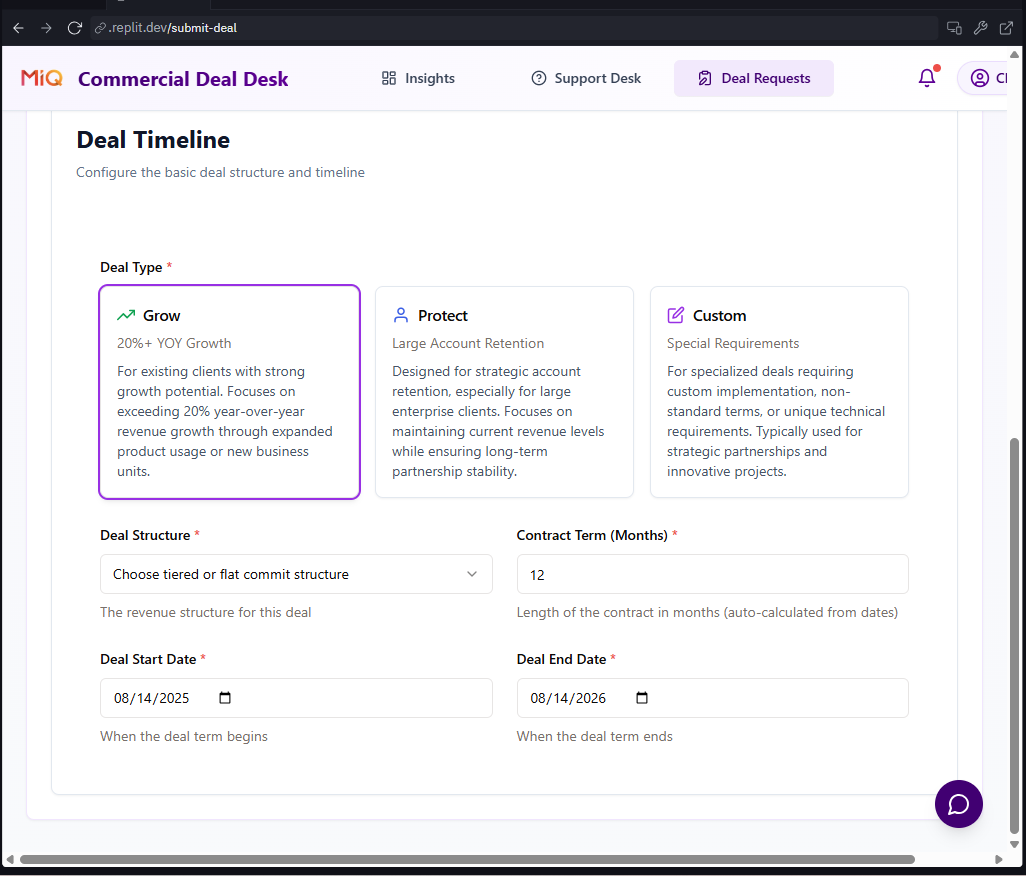 .replit.dev/submit-deal
MiQ Commercial Deal Desk
Insights
Support Desk
Deal Requests
Deal Timeline
Configure the basic deal structure and timeline
Deal Type *
Grow
20%+ YOY Growth
For existing clients with strong
growth potential. Focuses on
exceeding 20% year-over-year
revenue growth through expanded
product usage or new business
units.
Protect
Large Account Retention
Designed for strategic account
retention, especially for large
enterprise clients. Focuses on
maintaining current revenue levels
while ensuring long-term
partnership stability.
Custom
Special Requirements
For specialized deals requiring
custom implementation, non-
standard terms, or unique technical
requirements. Typically used for
strategic partnerships and
innovative projects.
Deal Structure *
Choose tiered or flat commit structure
The revenue structure for this deal
Contract Term (Months) *
12
Length of the contract in months (auto-calculated from dates)
Deal Start Date *
08/14/2025
When the deal term begins
Deal End Date *
08/14/2026
When the deal term ends